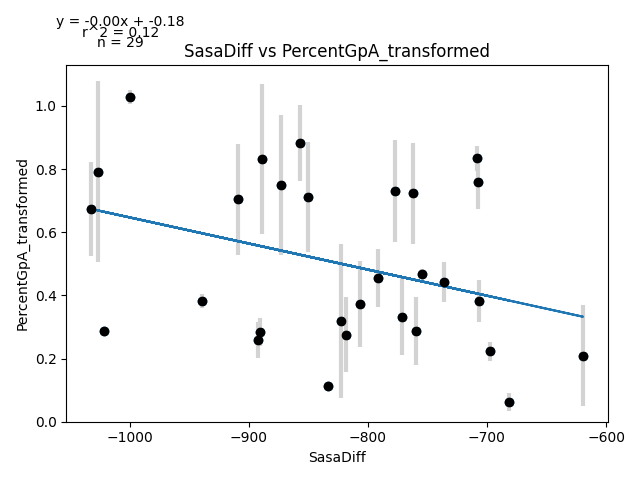 y = -0.00x + -0.18
r^2 = 0.12
n = 29
SasaDiff vs PercentGpA_transformed
PercentGpA_transformed
1.0
0.8
0.6
0.4
0.2
0.0
−1000 −900 −800 −700 −600
SasaDiff